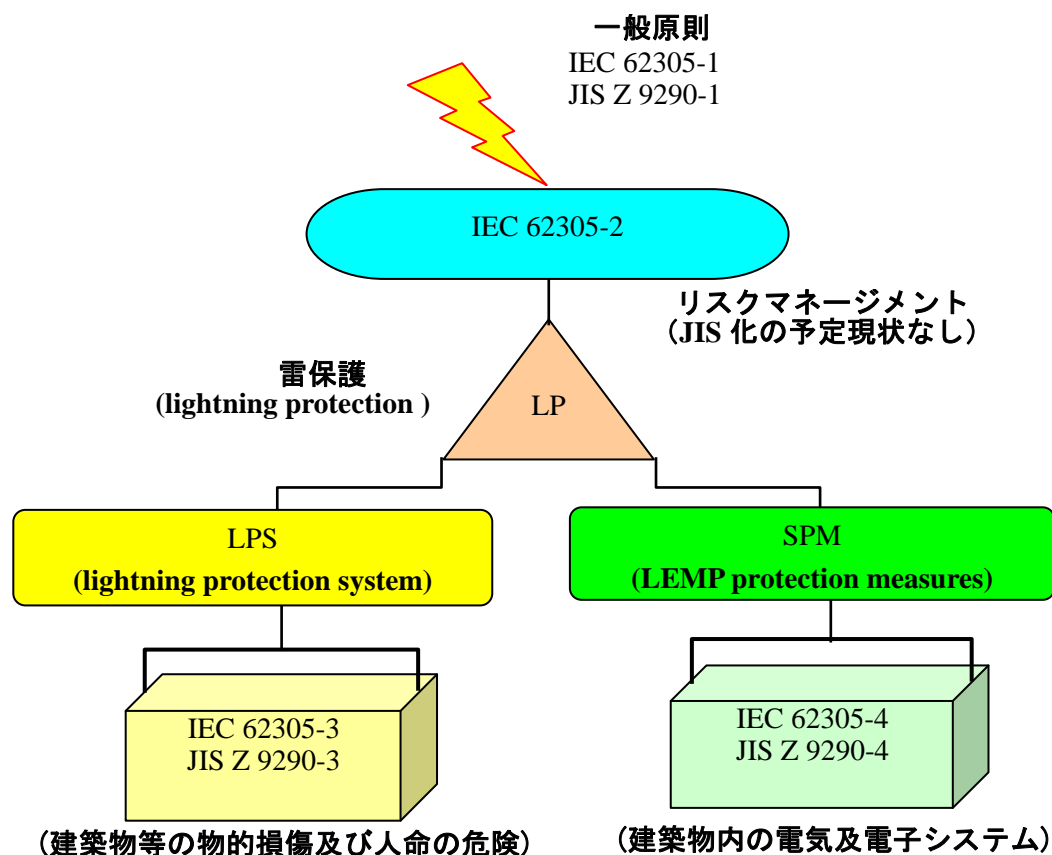 一般原則
IEC 62305-1
JIS Z 9290-1
IEC 62305-2
リスクマネージメント
(JIS 化の予定現状なし)
雷保護
(lightning protection )
LP
LPS
(lightning protection system)
SPM
(LEMP protection measures)
IEC 62305-3
JIS Z 9290-3
IEC 62305-4
JIS Z 9290-4
(建築物等の物的損傷及び人命の危険)
(建築物内の電気及電子システム)